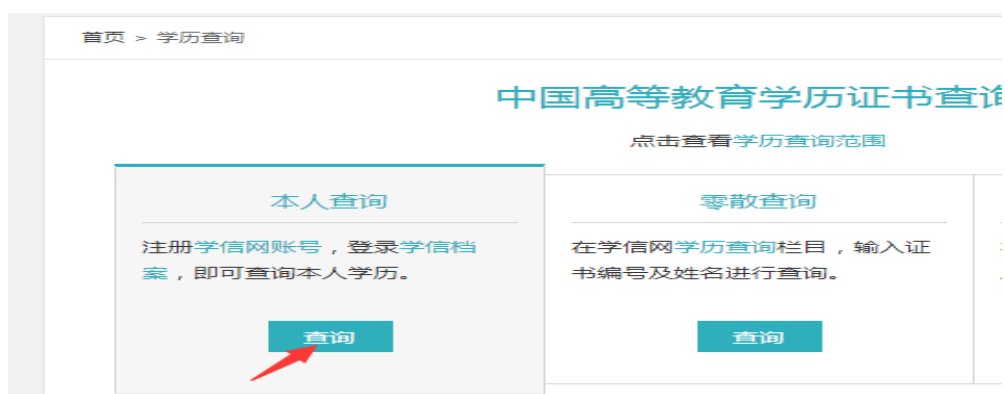 首页 > 学历查询
中国高等教育学历证书查询
点击查看学历查询范围
本人查询
注册学信网账号，登录学信档
案，即可查询本人学历。
查询
零散查询
在学信网学历查询栏目，输入证
书编号及姓名进行查询。
查询